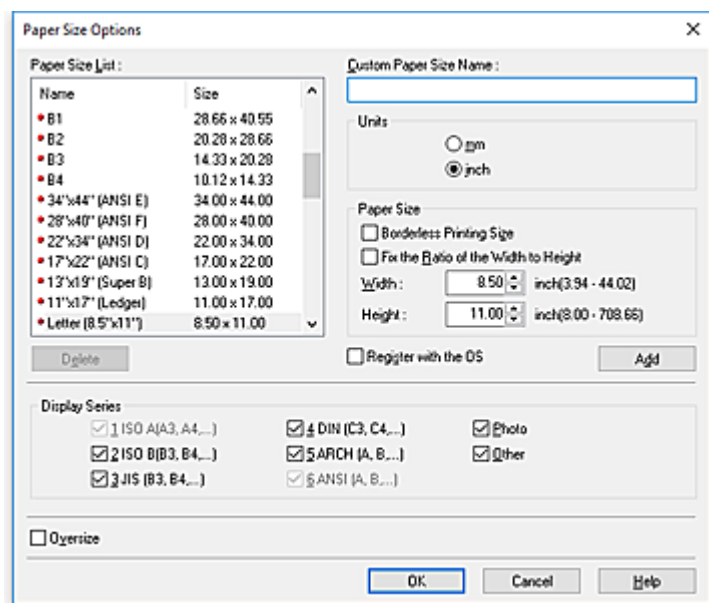 Paper Size Options
Paper Size List :
Custom Paper Size Name :
Name Size
B1 28.66 x 40.55
B2 20.28 x 28.66
B3 14.33 x 20.28
B4 10.12 x 14.33
34"x44" (ANSI E) 34.00 x 44.00
28"x40" (ANSI F) 28.00 x 40.00
22"x34" (ANSI D) 22.00 x 34.00
17"x22" (ANSI C) 17.00 x 22.00
13"x19" (Super B) 13.00 x 19.00
11"x17" (Ledger) 11.00 x 17.00
Letter (8.5"x11") 8.50 x 11.00
Delete
Units
mm
inch
Paper Size
Borderless Printing Size
Fix the Ratio of the Width to Height
Width : 8.50 inch(3.94 - 44.02)
Height : 11.00 inch(8.00 - 708.66)
Register with the OS
Add
Display Series
1 ISO A(A3, A4,...) 4 DIN (C3, C4,...) Photo
2 ISO B(B3, B4,...) 5 ARCH (A, B,...) Other
3 JIS (B3, B4,...) 6 ANSI (A, B,...)
Oversize
OK Cancel Help